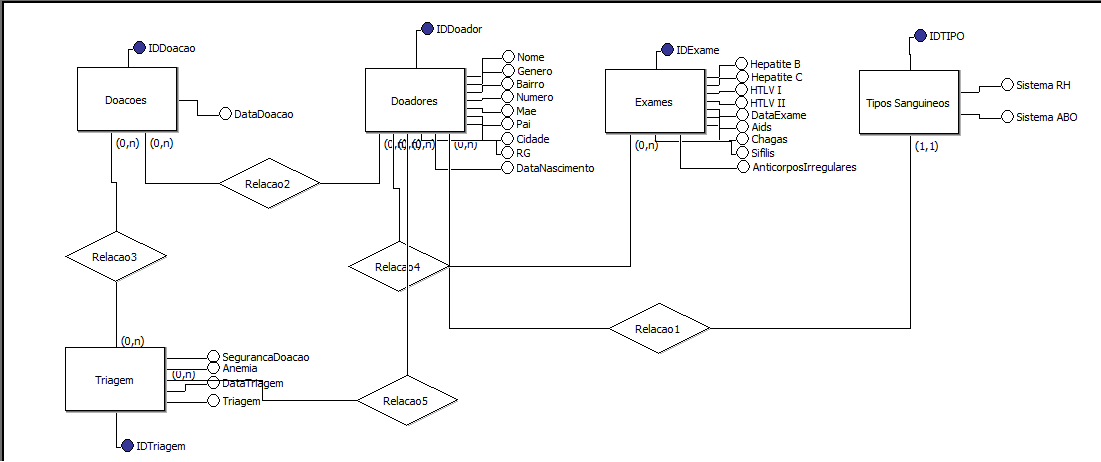 IDDoacao
Doacoes
DataDoacao
(0,n)
(0,n)
Relacao2
Relacao3
(0,n)
IDDoador
Doadores
Nome
Genero
Bairro
Numero
Mae
Pai
Cidade
RG
DataNascimento
(0,n)
(0,n)
IDExame
Exames
Hepatite B
Hepatite C
HTLV I
HTLV II
DataExame
Aids
Chagas
Sifilis
AnticorposIrregulares
(0,n)
IDTIPO
Tipos Sanguineos
Sistema RH
Sistema ABO
(1,1)
Relacao4
Relacao1
Triagem
SegurancaDoacao
Anemia
(0,n)
DataTriagem
Triagem
Relacao5
IDTriagem